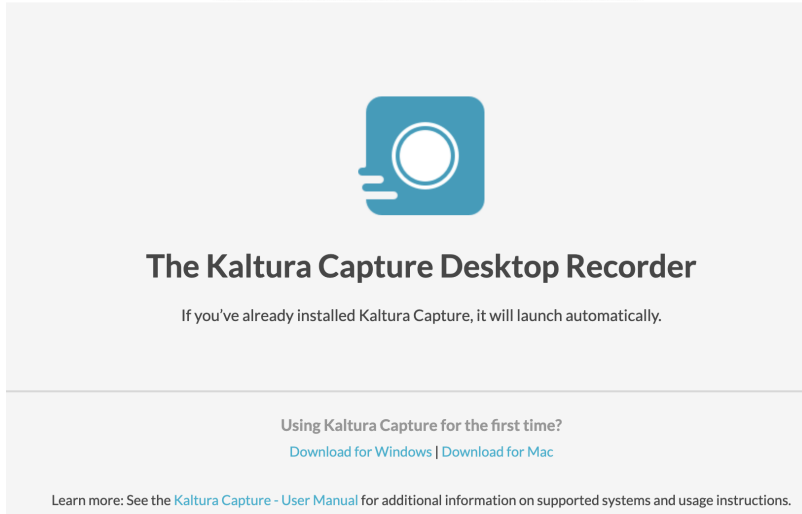 The Kaltura Capture Desktop Recorder
If you’ve already installed Kaltura Capture, it will launch automatically.
Using Kaltura Capture for the first time?
Download for Windows | Download for Mac
Learn more: See the Kaltura Capture - User Manual for additional information on supported systems and usage instructions.